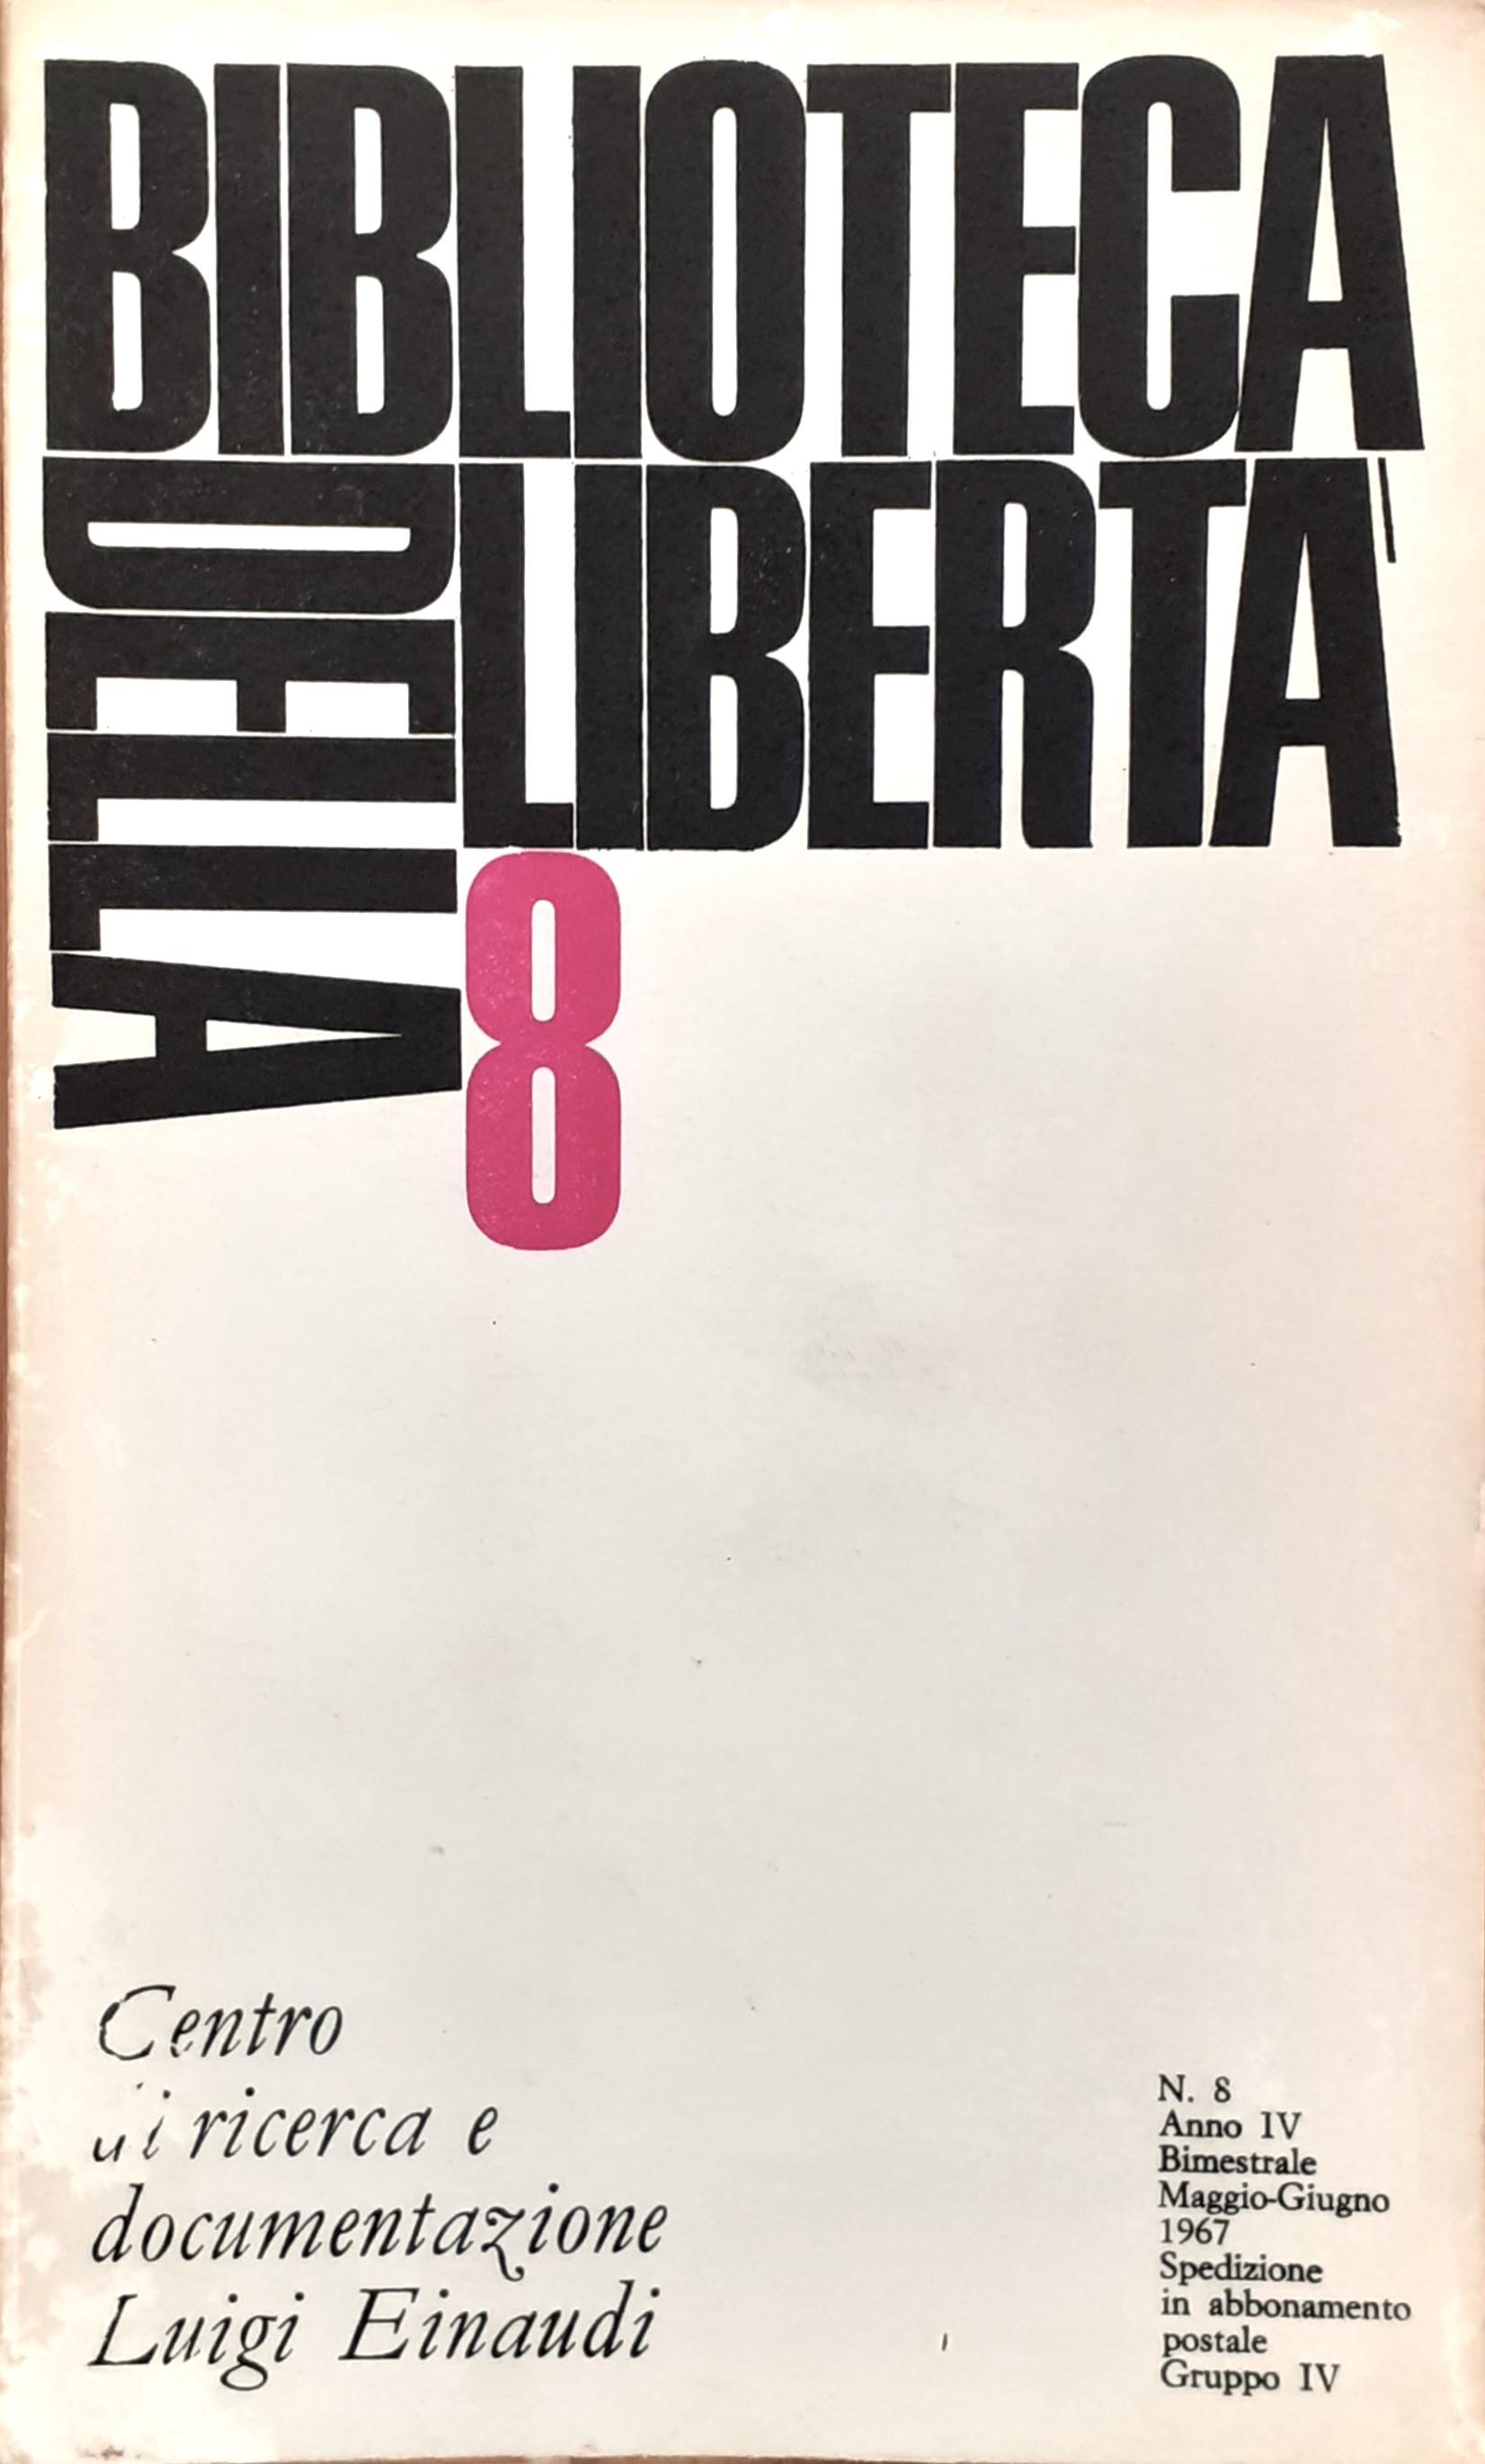 BIBLIOTECA
DELLA
LIBERTA'
8
Centro
di ricerca e
documentazione
Luigi Einaudi
N. 8
Anno IV
Bimestrale
Maggio-Giugno
1967
Spedizione
in abbonamento
postale
Gruppo IV